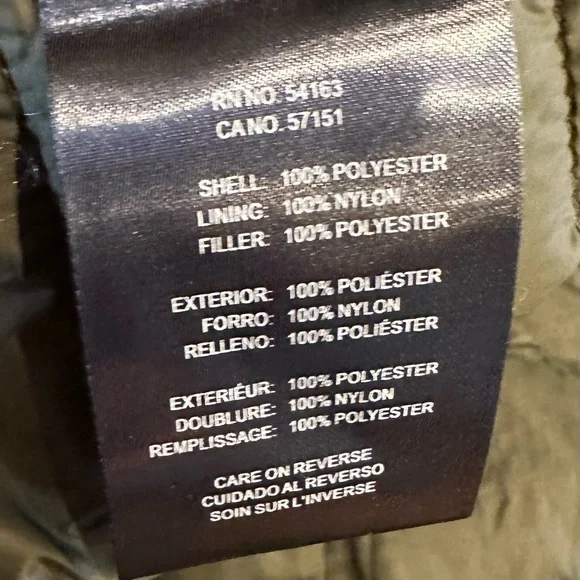 RN NO. 54163
CA NO. 57151
SHELL: 100% POLYESTER
LINING: 100% NYLON
FILLER: 100% POLYESTER
EXTERIOR: 100% POLIÉSTER
FORRO: 100% NYLON
RELLENO: 100% POLIÉSTER
EXTERIÉUR: 100% POLYESTER
DOUBLURE: 100% NYLON
REMPLISSAGE: 100% POLYESTER
CARE ON REVERSE
CUIDADO AL REVERSO
SOIN SUR L'INVERSE